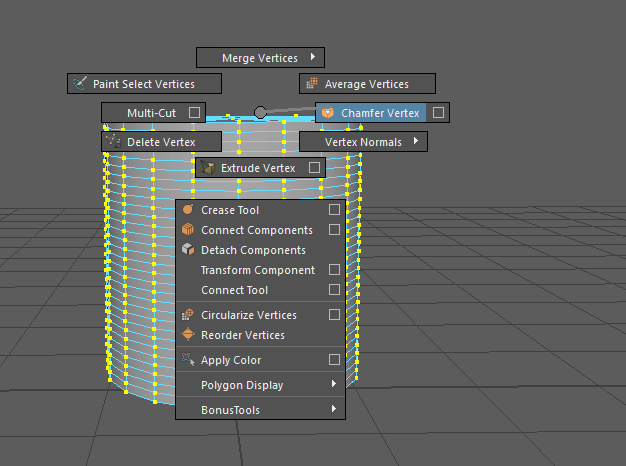 Merge Vertices
Paint Select Vertices
Average Vertices
Multi-Cut
Chamfer Vertex
Delete Vertex
Vertex Normals
Extrude Vertex
Crease Tool
Connect Components
Detach Components
Transform Component
Connect Tool
Circularize Vertices
Reorder Vertices
Apply Color
Polygon Display
BonusTools